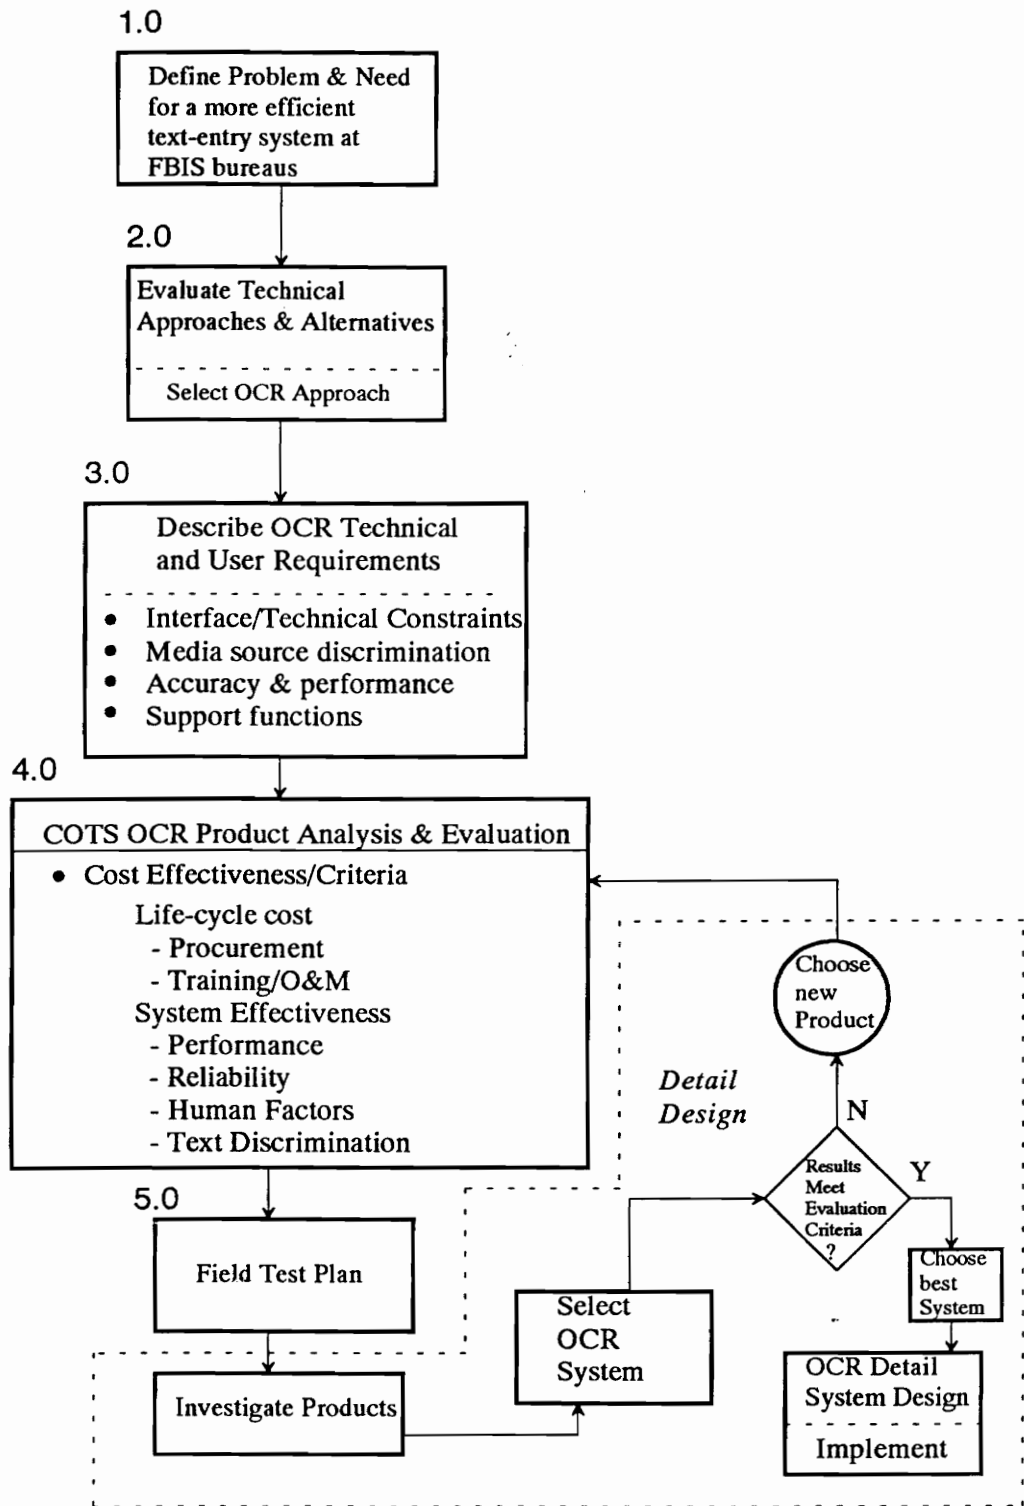 1.0
Define Problem & Need
for a more efficient
text-entry system at
FBIS bureaus
2.0
Evaluate Technical
Approaches & Alternatives
Select OCR Approach
3.0
Describe OCR Technical
and User Requirements
• Interface/Technical Constraints
• Media source discrimination
• Accuracy & performance
• Support functions
4.0
COTS OCR Product Analysis & Evaluation
• Cost Effectiveness/Criteria
Life-cycle cost
- Procurement
- Training/O&M
System Effectiveness
- Performance
- Reliability
- Human Factors
- Text Discrimination
5.0
Field Test Plan
Investigate Products
Select
OCR
System
Detail
Design
Results
Meet
Evaluation
Criteria
?
N
Choose
new
Product
Y
Choose
best
System
OCR Detail
System Design
Implement